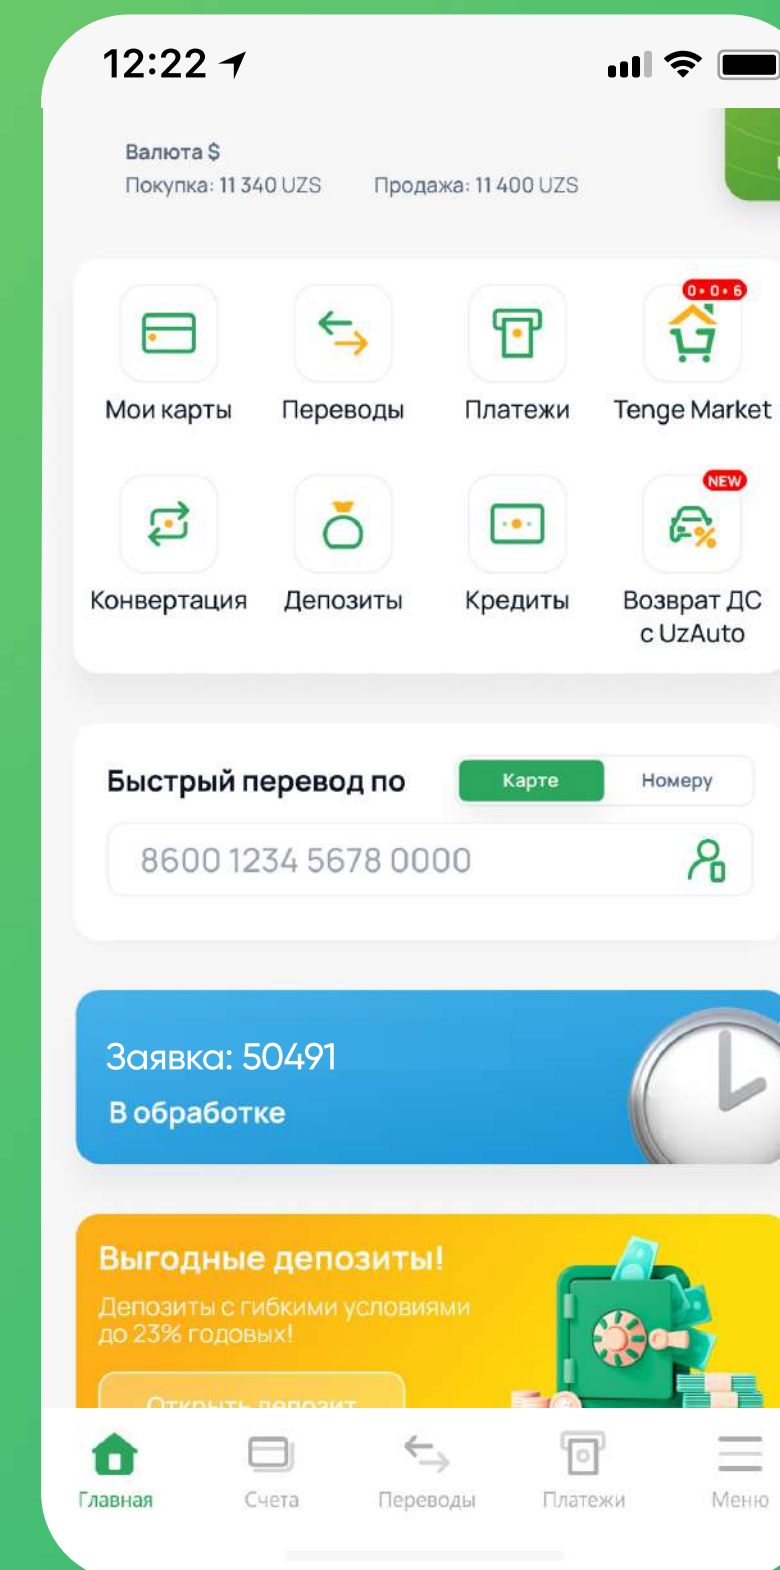 12:22
Валюта $
Покупка: 11 340 UZS Продажа: 11 400 UZS
0•0•6
Мои карты Переводы Платежи Tenge Market
NEW
Конвертация Депозиты Кредиты Возврат ДС
с UzAuto
Быстрый перевод по Карте Номеру
8600 1234 5678 0000
Заявка: 50491
В обработке
Выгодные депозиты!
Депозиты с гибкими условиями
до 23% годовых!
Открыть депозит
Главная Счета Переводы Платежи Меню